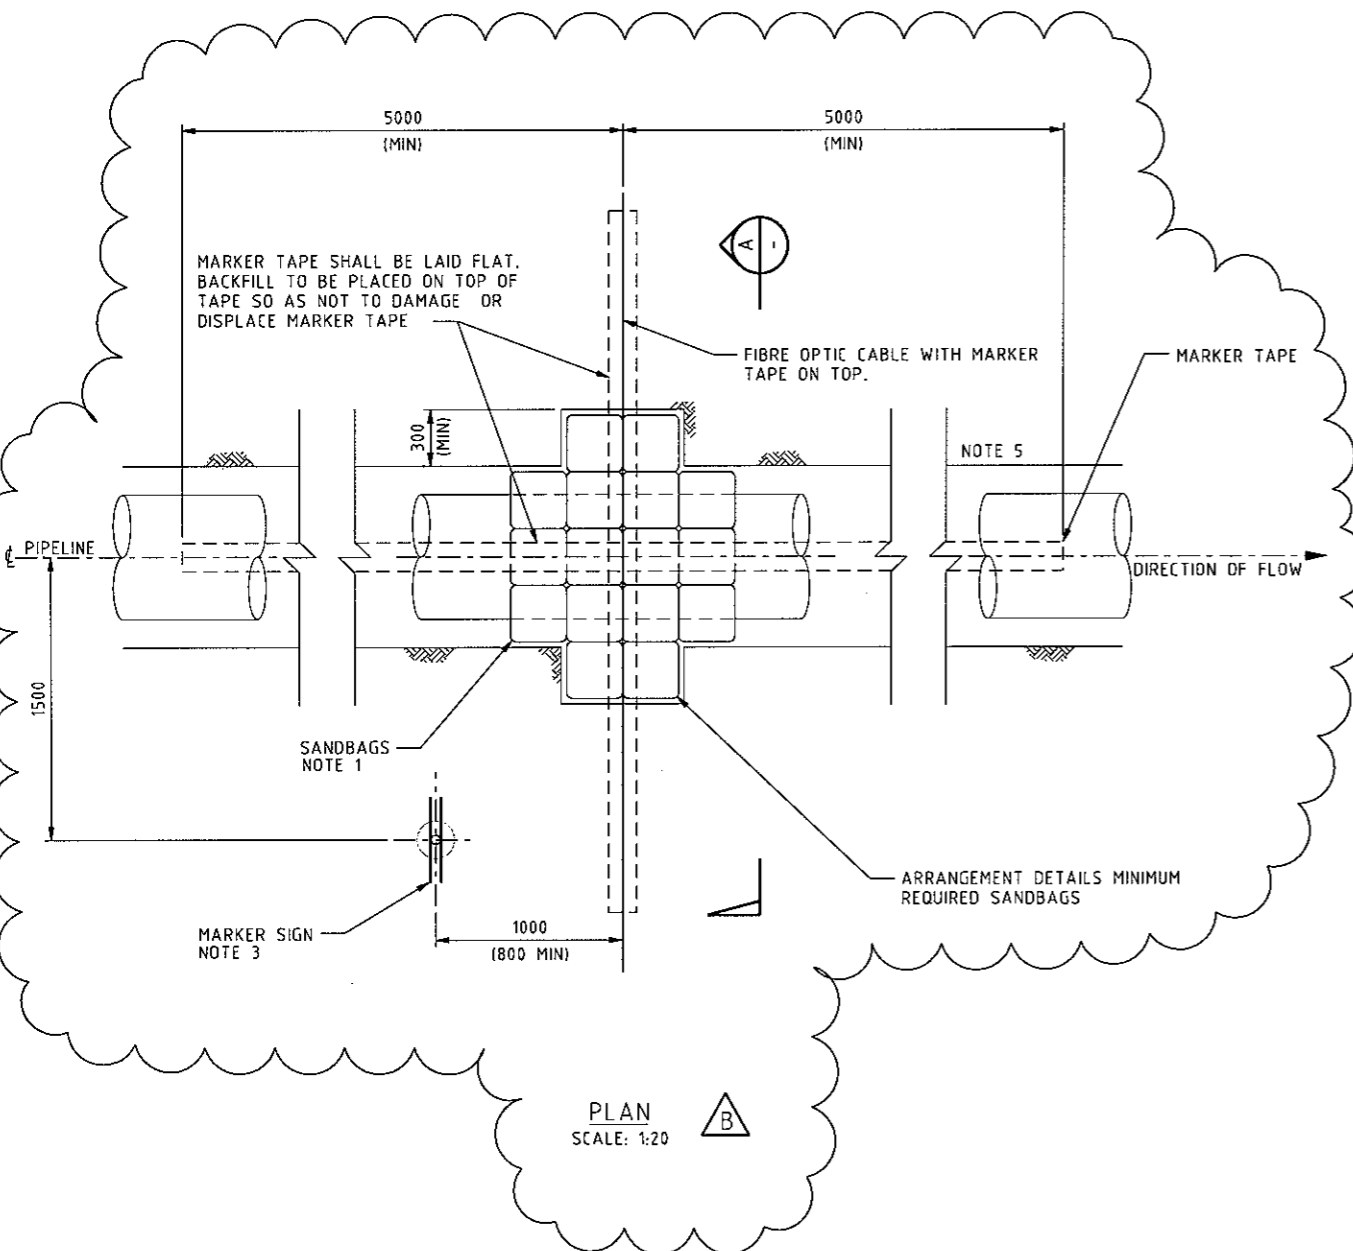 5000
(MIN)
5000
(MIN)
A
-
MARKER TAPE SHALL BE LAID FLAT.
BACKFILL TO BE PLACED ON TOP OF
TAPE SO AS NOT TO DAMAGE OR
DISPLACE MARKER TAPE
FIBRE OPTIC CABLE WITH MARKER
TAPE ON TOP.
MARKER TAPE
300
(MIN)
NOTE 5
℄ PIPELINE
DIRECTION OF FLOW
1500
SANDBAGS
NOTE 1
ARRANGEMENT DETAILS MINIMUM
REQUIRED SANDBAGS
MARKER SIGN
NOTE 3
1000
(800 MIN)
PLAN
SCALE: 1:20
B